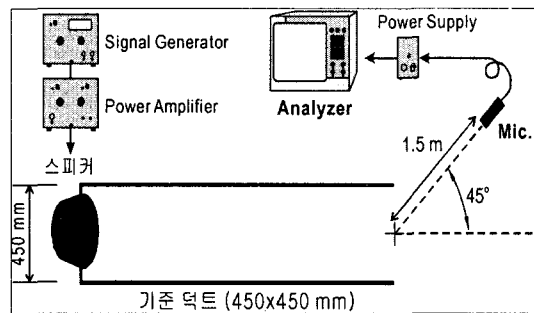 Signal Generator
Power Amplifier
스피커
Power Supply
Analyzer
Mic.
1.5 m
45°
450 mm
기준 덕트 (450x450 mm)